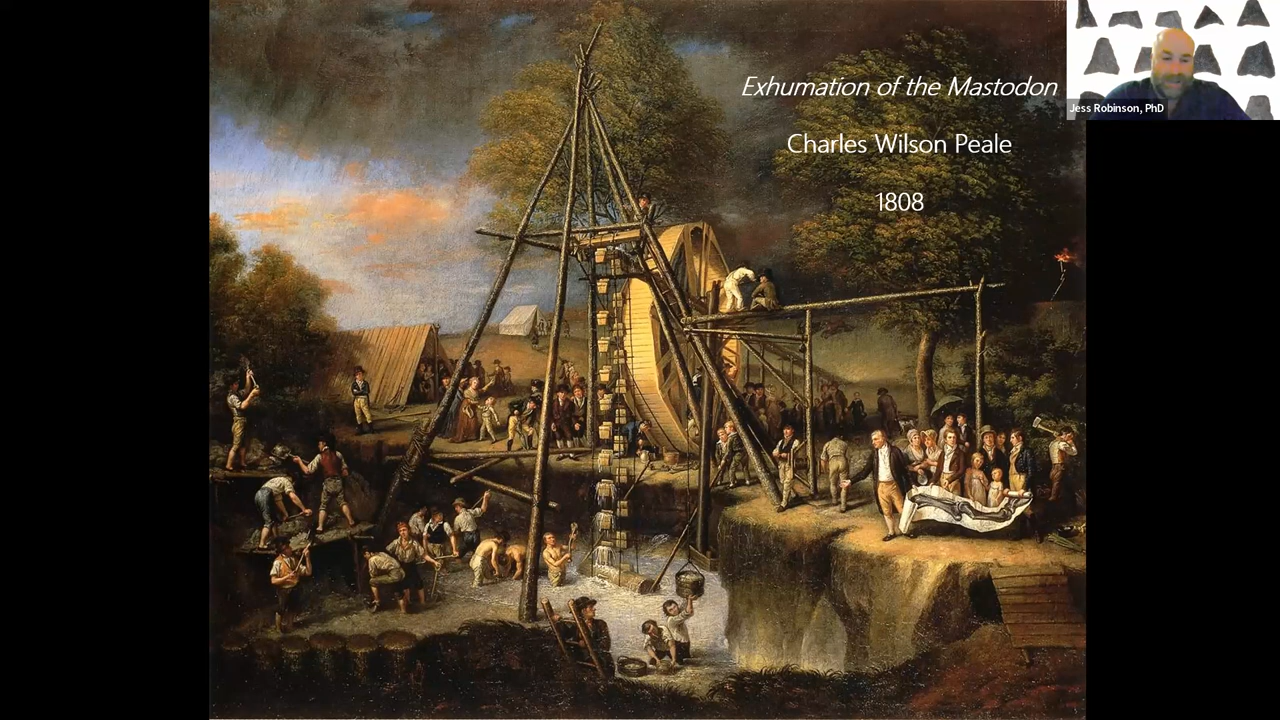 Exhumation of the Mastodon
Charles Wilson Peale
1808
Jess Robinson, PhD